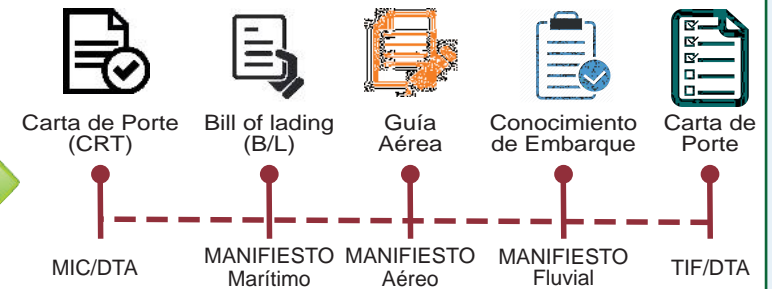 Carta de Porte
(CRT)
Bill of lading
(B/L)
Guía
Aérea
Conocimiento
de Embarque
Carta de
Porte
MIC/DTA
MANIFIESTO
Marítimo
MANIFIESTO
Aéreo
MANIFIESTO
Fluvial
TIF/DTA